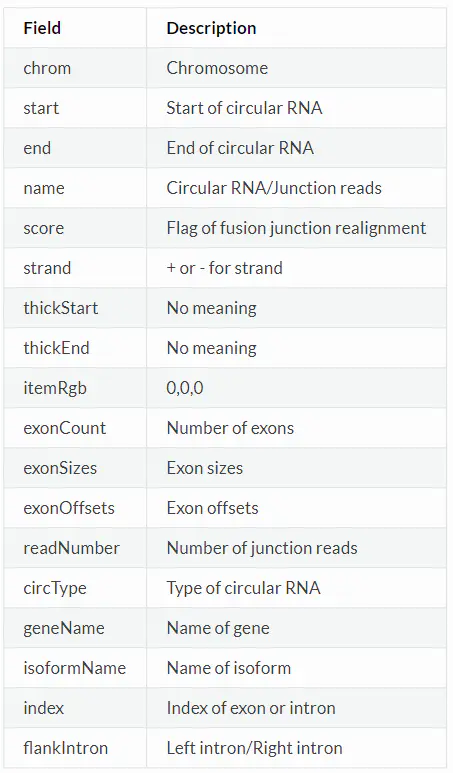 Field Description
chrom Chromosome
start Start of circular RNA
end End of circular RNA
name Circular RNA/Junction reads
score Flag of fusion junction realignment
strand + or - for strand
thickStart No meaning
thickEnd No meaning
itemRgb 0,0,0
exonCount Number of exons
exonSizes Exon sizes
exonOffsets Exon offsets
readNumber Number of junction reads
circType Type of circular RNA
geneName Name of gene
isoformName Name of isoform
index Index of exon or intron
flankIntron Left intron/Right intron